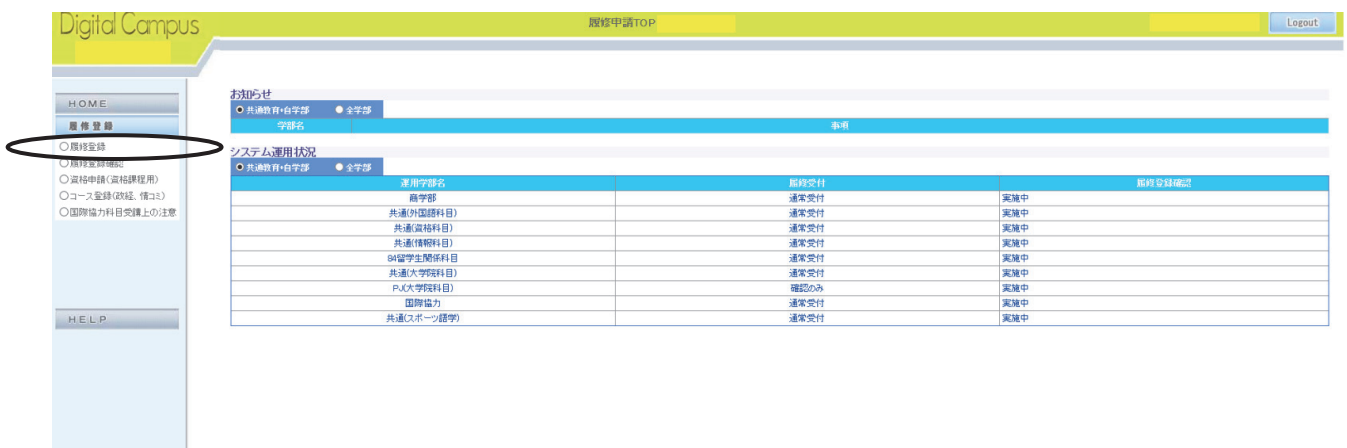 Digital Campus
履修申請TOP
Logout
HOME
履修登録
○履修登録
○履修登録確認
○資格申請(資格課程用)
○コース登録(政経、情コミ)
○国際協力科目受講上の注意
HELP
お知らせ
共通教育・自学部 全学部
学部名 事項
システム運用状況
共通教育・自学部 全学部
運用学部名 履修受付 履修登録確認
商学部 通常受付 実施中
共通(外国語科目) 通常受付 実施中
共通(資格科目) 通常受付 実施中
共通(情報科目) 通常受付 実施中
84留学生関係科目 通常受付 実施中
共通(大学院科目) 通常受付 実施中
PJ(大学院科目) 確認のみ 実施中
国際協力 通常受付 実施中
共通(スポーツ語学) 通常受付 実施中